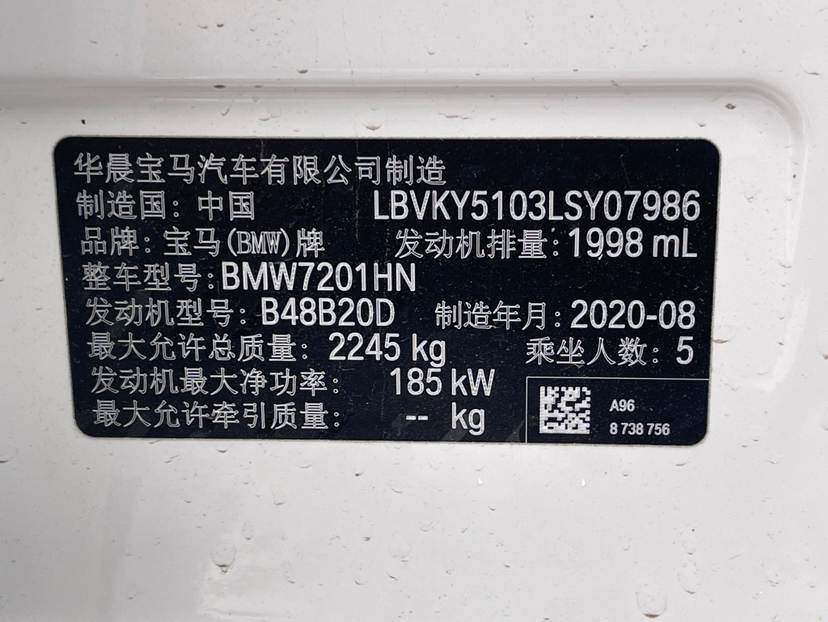 华晨宝马汽车有限公司制造
制造国：中国 LBVKY5103LSY07986
品牌：宝马(BMW)牌 发动机排量：1998 mL
整车型号：BMW7201HN
发动机型号：B48B20D 制造年月：2020-08
最大允许总质量：2245 kg 乘坐人数：5
发动机最大净功率：185 kW
最大允许牵引质量：-- kg
A96
8 738 756